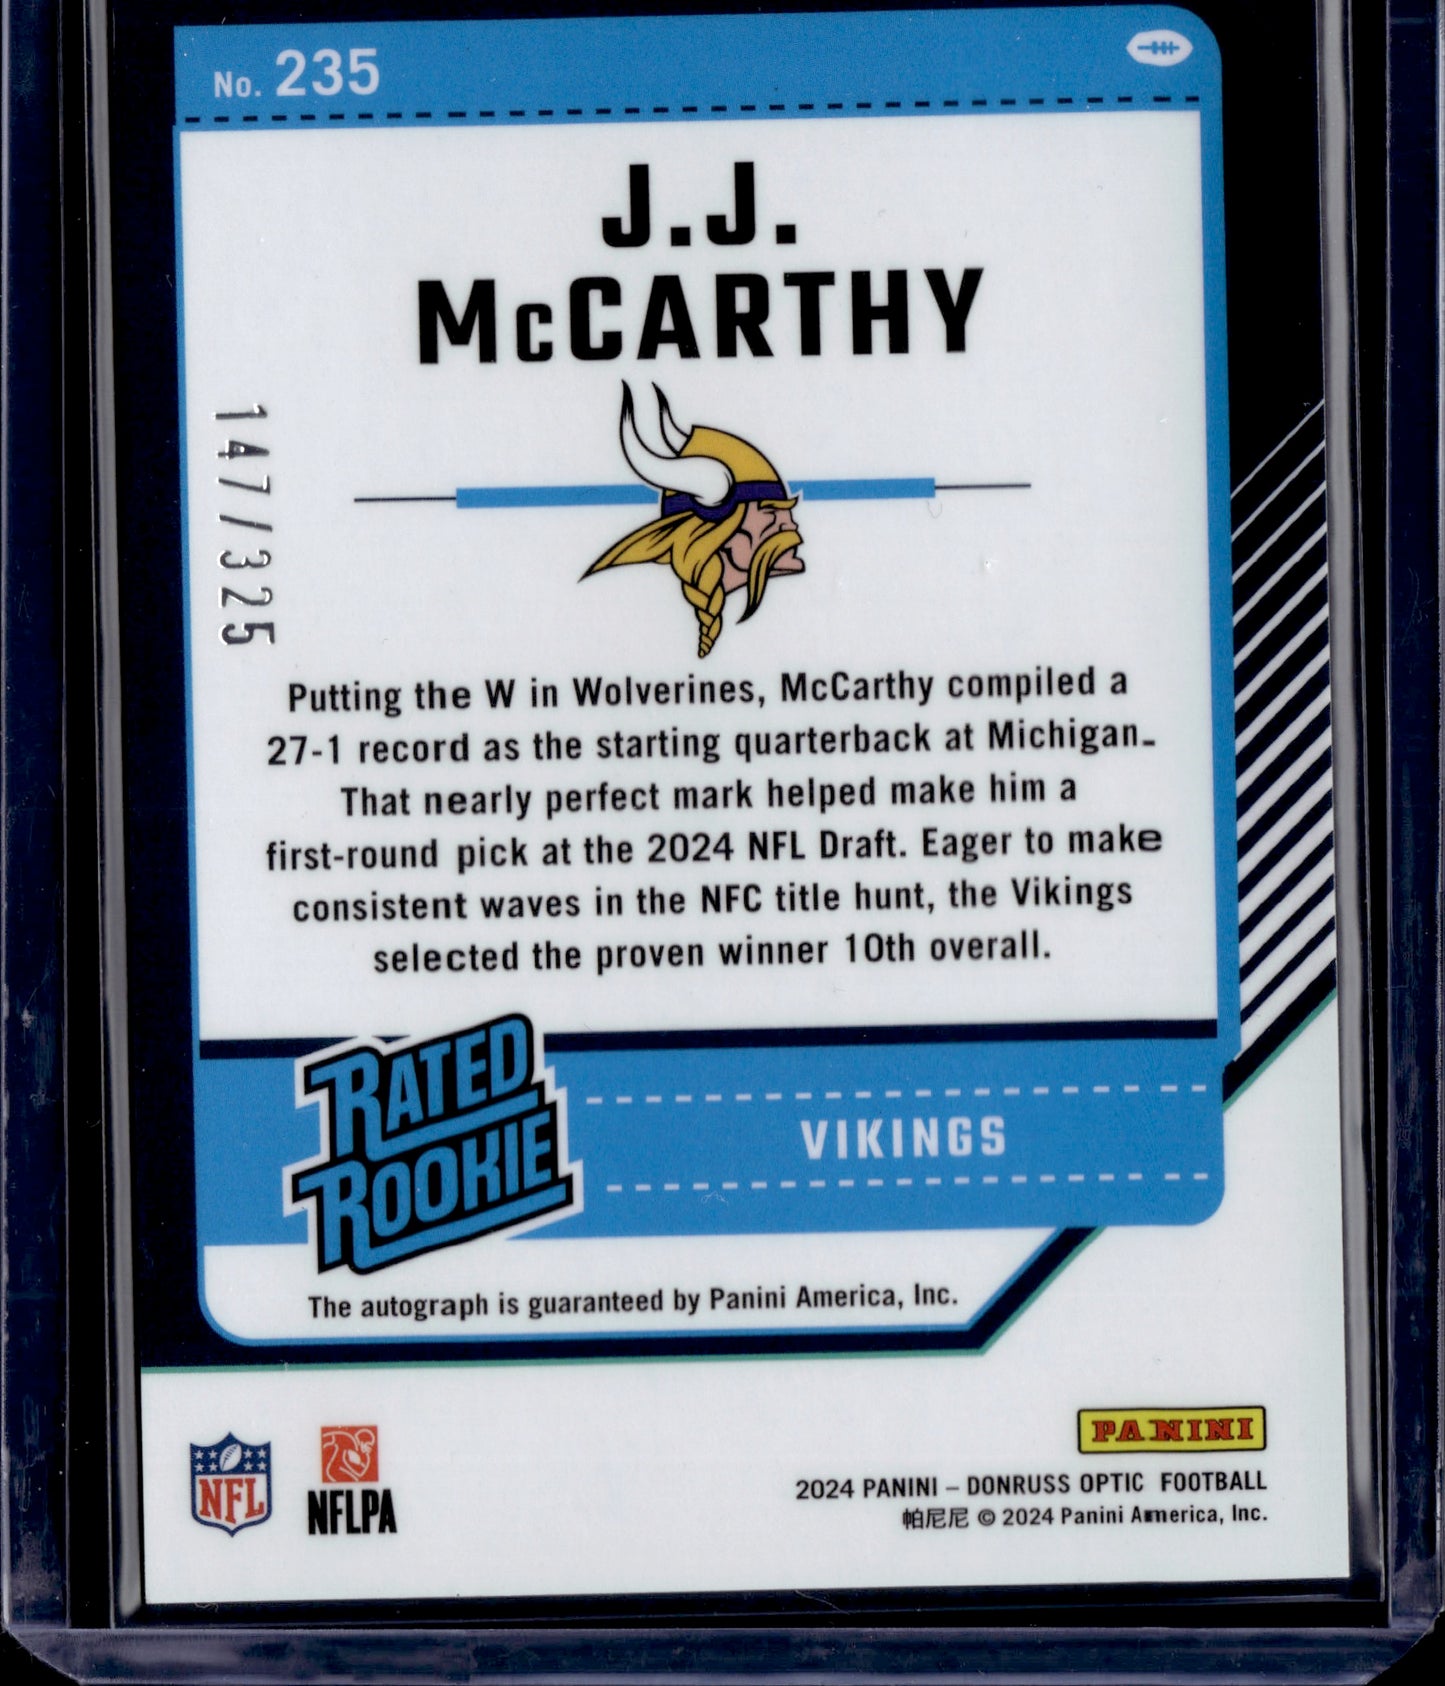 No. 235
J.J.
McCARTHY
147/325
Putting the W in Wolverines, McCarthy compiled a
27-1 record as the starting quarterback at Michigan.
That nearly perfect mark helped make him a
first-round pick at the 2024 NFL Draft. Eager to make
consistent waves in the NFC title hunt, the Vikings
selected the proven winner 10th overall.
RATED
ROOKIE
VIKINGS
The autograph is guaranteed by Panini America, Inc.
NFL
NFLPA
PANINI
2024 PANINI – DONRUSS OPTIC FOOTBALL
帕尼尼 © 2024 Panini America, Inc.